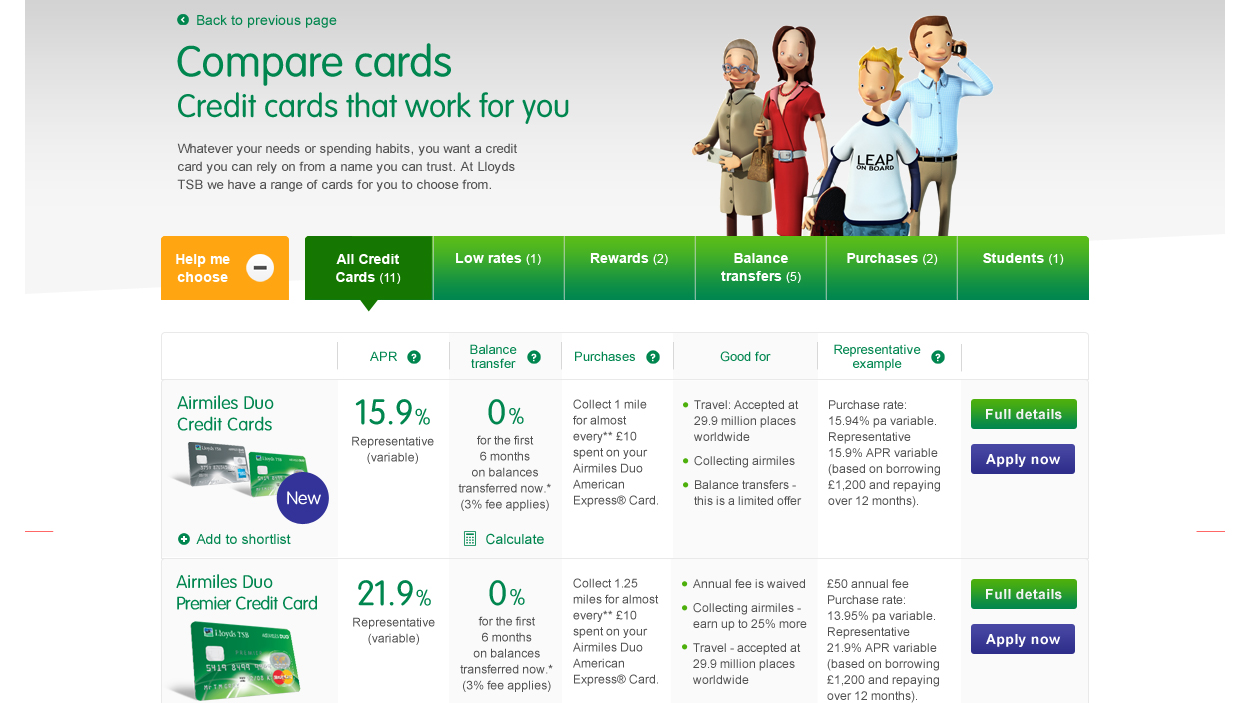 Back to previous page
Compare cards
Credit cards that work for you
Whatever your needs or spending habits, you want a credit
card you can rely on from a name you can trust. At Lloyds
TSB we have a range of cards for you to choose from.
LEAP
ON BOARD
Help me
choose
All Credit
Cards (11)
Low rates (1)
Rewards (2)
Balance
transfers (5)
Purchases (2)
Students (1)
APR ?
Balance
transfer ?
Purchases ?
Good for
Representative
example ?
Airmiles Duo
Credit Cards
Lloyds TSB
Lloyds TSB
New
Add to shortlist
15.9%
Representative
(variable)
0%
for the first
6 months
on balances
transferred now.*
(3% fee applies)
Calculate
Collect 1 mile
for almost
every** £10
spent on your
Airmiles Duo
American
Express® Card.
Travel: Accepted at
29.9 million places
worldwide
Collecting airmiles
Balance transfers -
this is a limited offer
Purchase rate:
15.94% pa variable.
Representative
15.9% APR variable
(based on borrowing
£1,200 and repaying
over 12 months).
Full details
Apply now
Airmiles Duo
Premier Credit Card
Lloyds TSB
AIRMILES DUO
PREMIER
5419 8499
21.9%
Representative
(variable)
0%
for the first
6 months
on balances
transferred now.*
(3% fee applies)
Collect 1.25
miles for almost
every** £10
spent on your
Airmiles Duo
American
Express® Card.
Annual fee is waived
Collecting airmiles -
earn up to 25% more
Travel - accepted at
29.9 million places
worldwide
£50 annual fee
Purchase rate:
13.95% pa variable.
Representative
21.9% APR variable
(based on borrowing
£1,200 and repaying
over 12 months).
Full details
Apply now